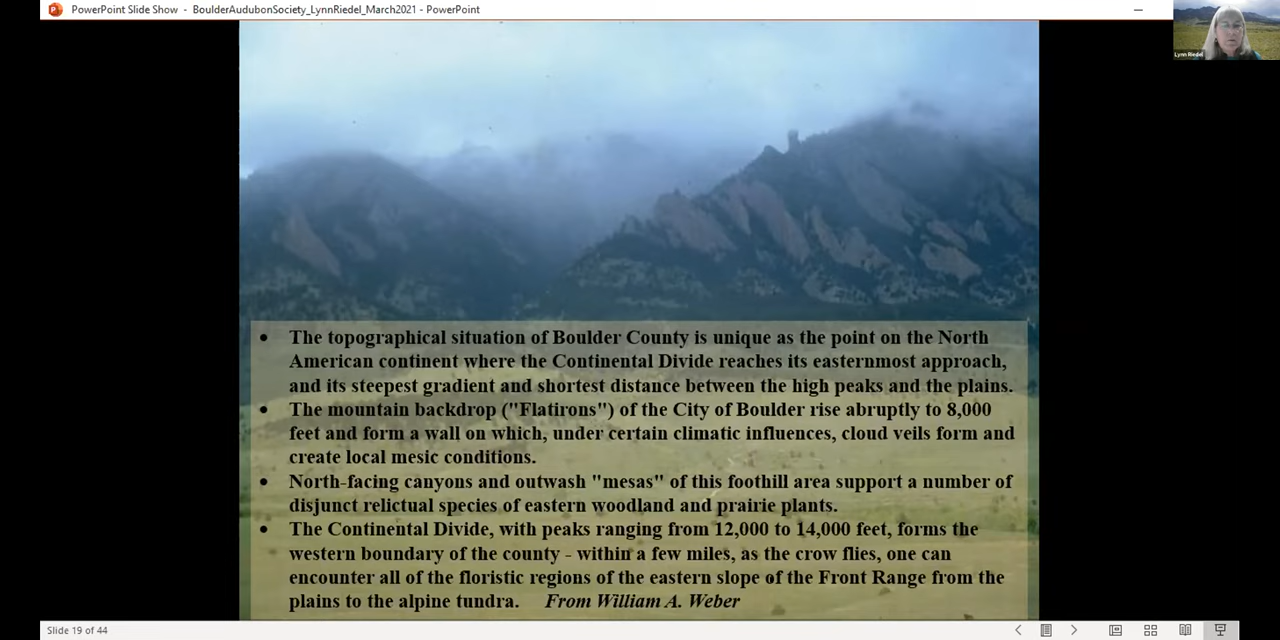 PowerPoint Slide Show - BoulderAudubonSociety_LynnRiedel_March2021 - PowerPoint
Lynn Riedel
• The topographical situation of Boulder County is unique as the point on the North
American continent where the Continental Divide reaches its easternmost approach,
and its steepest gradient and shortest distance between the high peaks and the plains.
• The mountain backdrop ("Flatirons") of the City of Boulder rise abruptly to 8,000
feet and form a wall on which, under certain climatic influences, cloud veils form and
create local mesic conditions.
• North-facing canyons and outwash "mesas" of this foothill area support a number of
disjunct relictual species of eastern woodland and prairie plants.
• The Continental Divide, with peaks ranging from 12,000 to 14,000 feet, forms the
western boundary of the county - within a few miles, as the crow flies, one can
encounter all of the floristic regions of the eastern slope of the Front Range from the
plains to the alpine tundra. From William A. Weber
Slide 19 of 44